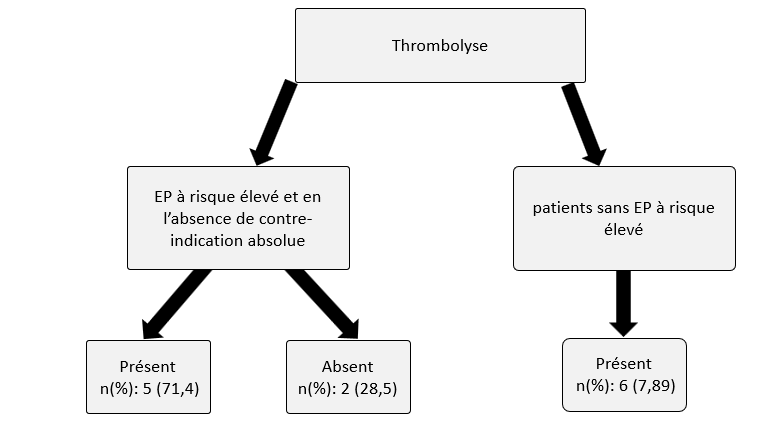 Thrombolyse
EP à risque élevé et en
l’absence de contre-
indication absolue
patients sans EP à risque
élevé
Présent
n(%): 5 (71,4)
Absent
n(%): 2 (28,5)
Présent
n(%): 6 (7,89)